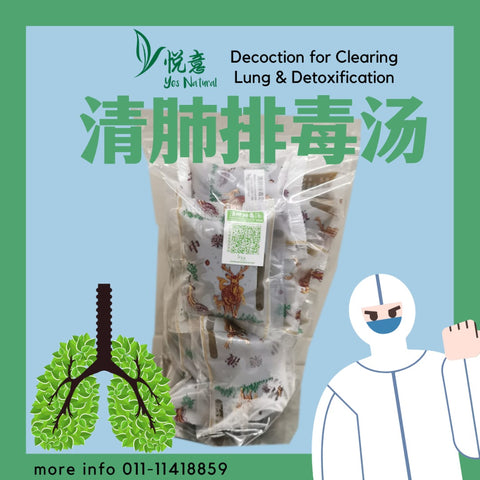 悦意
Yes Natural
Decoction for Clearing
Lung & Detoxification
清肺排毒汤
more info 011-11418859